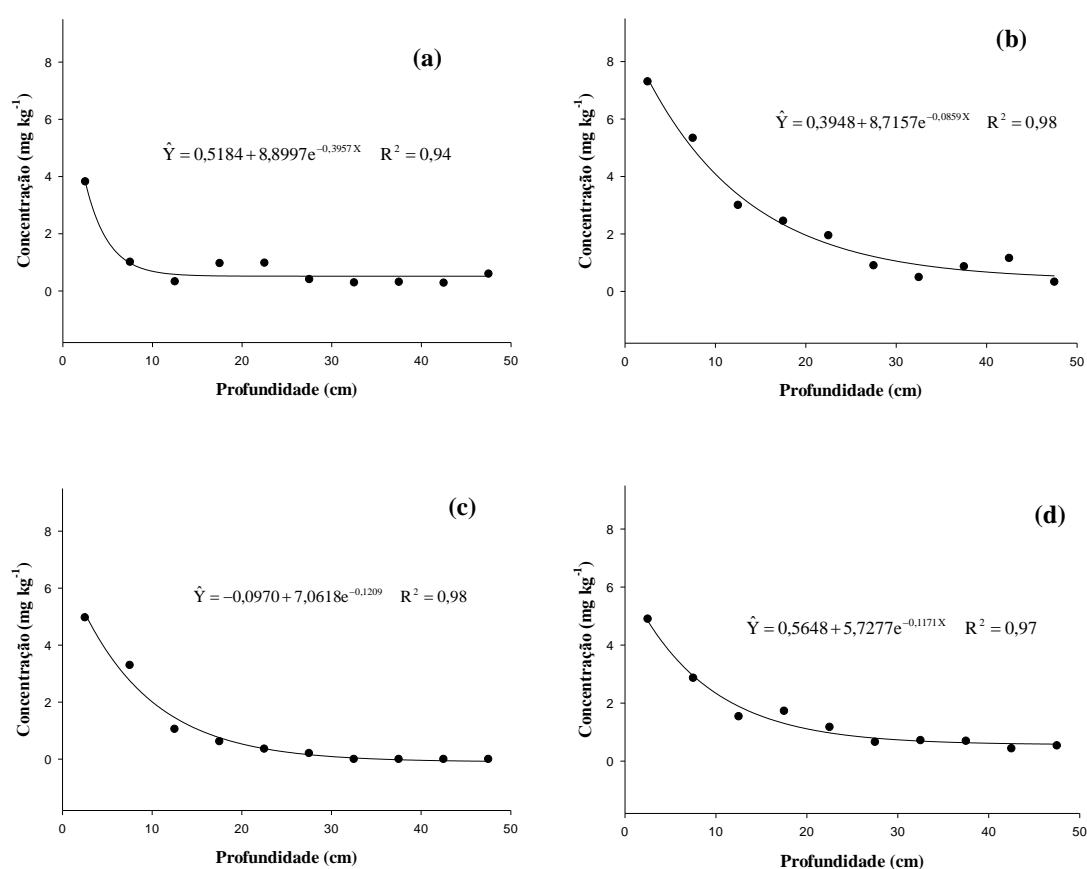 (a)
Concentração (mg kg⁻¹)
8
6
4
2
0
Ŷ = 0,5184 + 8,8997e^−0,3957X R² = 0,94
0 10 20 30 40 50
Profundidade (cm)
(b)
Concentração (mg kg⁻¹)
8
6
4
2
0
Ŷ = 0,3948 + 8,7157e^−0,0859X R² = 0,98
0 10 20 30 40 50
Profundidade (cm)
(c)
Concentração (mg kg⁻¹)
8
6
4
2
0
Ŷ = −0,0970 + 7,0618e^−0,1209 R² = 0,98
0 10 20 30 40 50
Profundidade (cm)
(d)
Concentração (mg kg⁻¹)
8
6
4
2
0
Ŷ = 0,5648 + 5,7277e^−0,1171X R² = 0,97
0 10 20 30 40 50
Profundidade (cm)